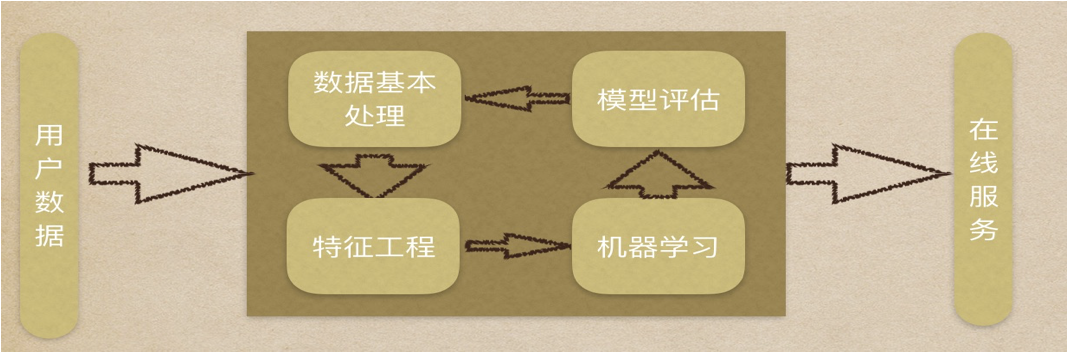 用户数据
数据基本
处理
模型评估
特征工程
机器学习
在线服务